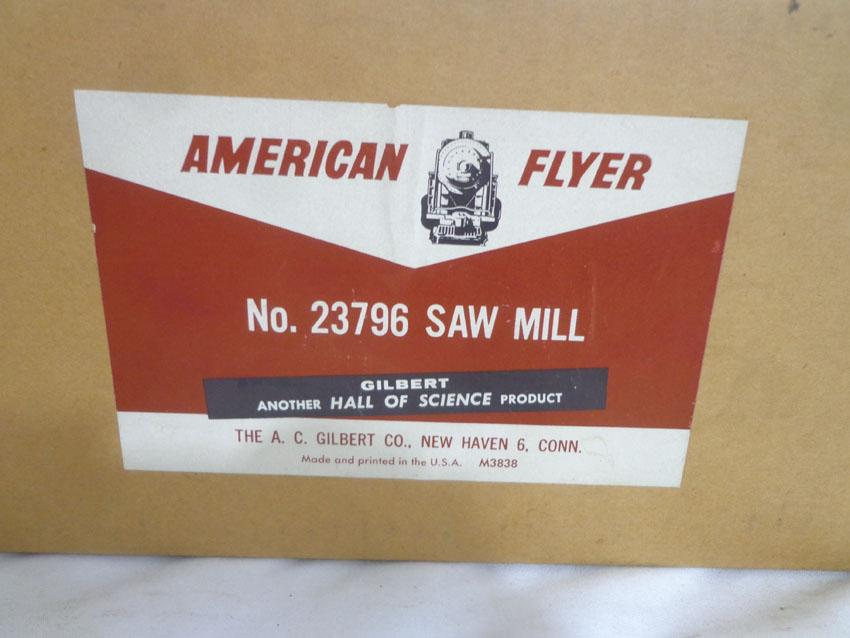 AMERICAN FLYER
No. 23796 SAW MILL
GILBERT
ANOTHER HALL OF SCIENCE PRODUCT
THE A. C. GILBERT CO., NEW HAVEN 6, CONN.
Made and printed in the U.S.A. M3838